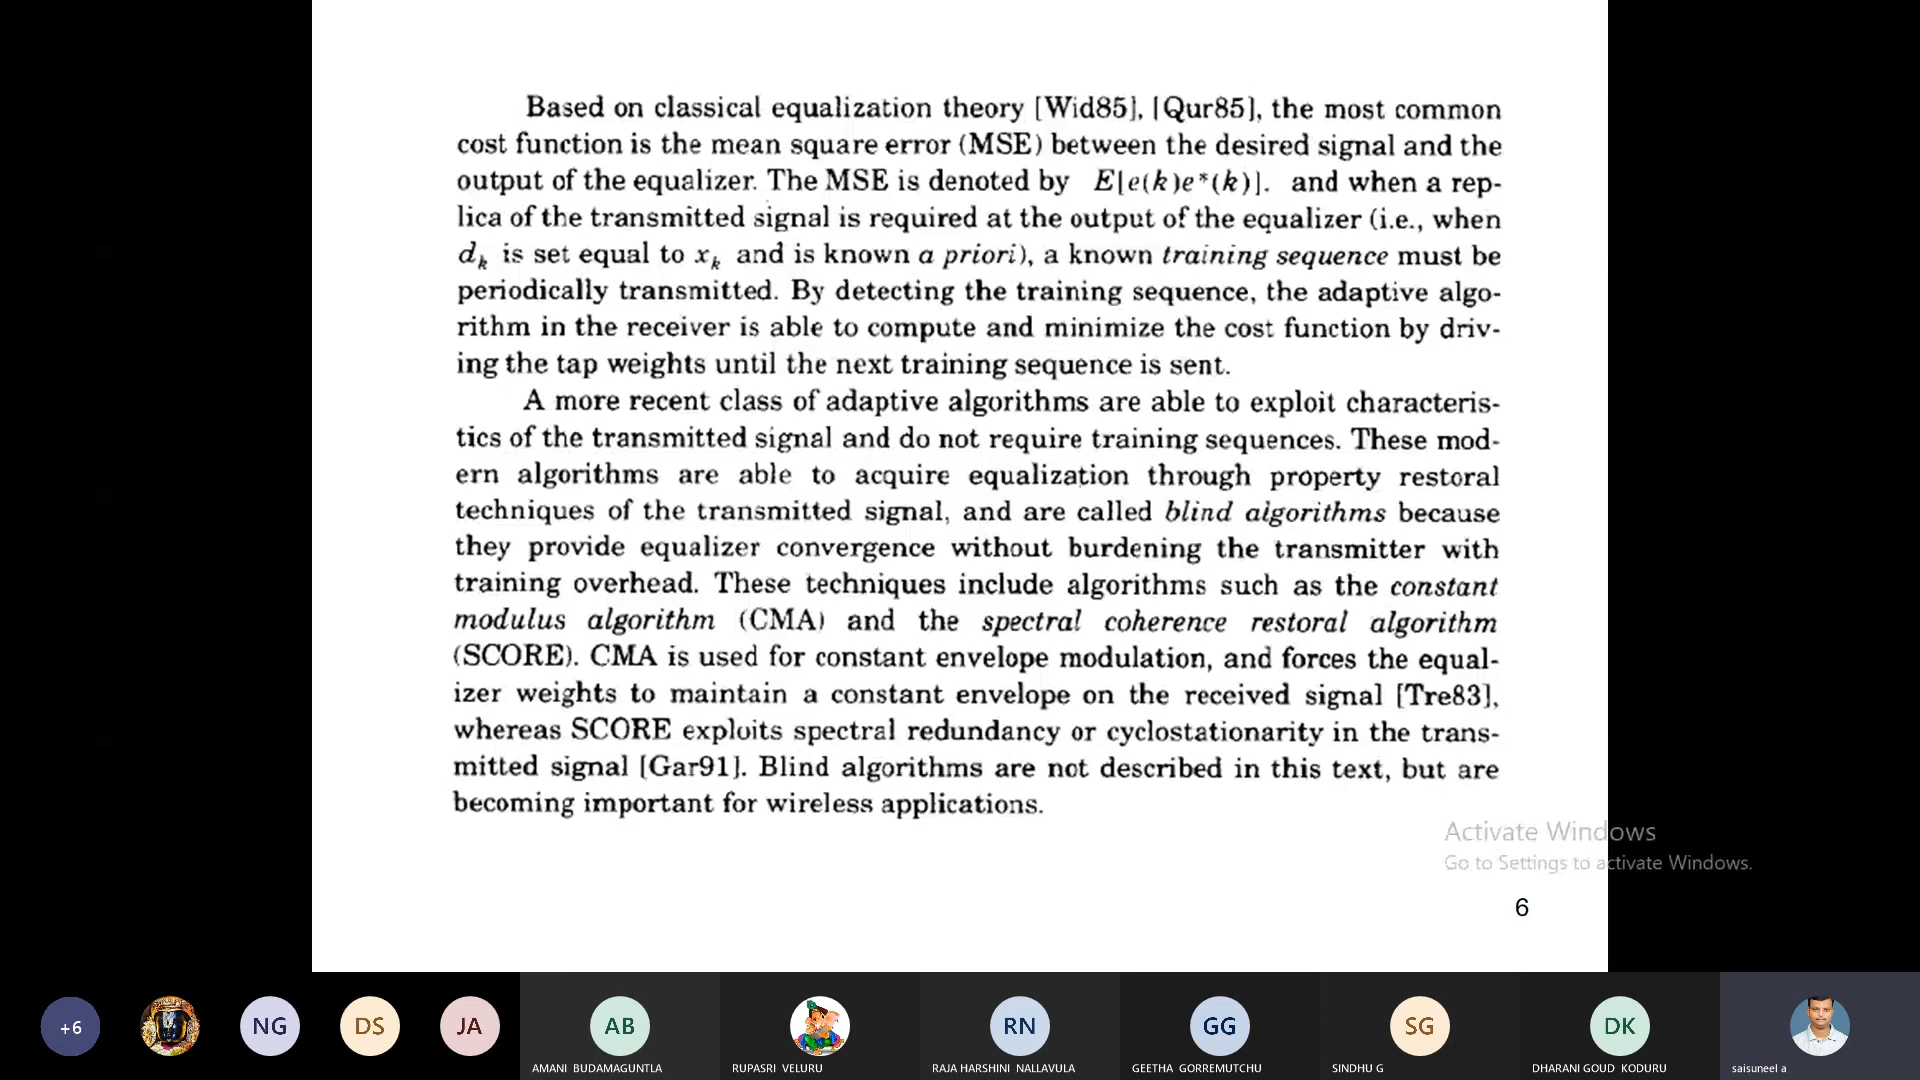 Based on classical equalization theory [Wid85], [Qur85], the most common
cost function is the mean square error (MSE) between the desired signal and the
output of the equalizer. The MSE is denoted by E[e(k)e*(k)]. and when a rep-
lica of the transmitted signal is required at the output of the equalizer (i.e., when
dk is set equal to xk and is known a priori), a known training sequence must be
periodically transmitted. By detecting the training sequence, the adaptive algo-
rithm in the receiver is able to compute and minimize the cost function by driv-
ing the tap weights until the next training sequence is sent.
A more recent class of adaptive algorithms are able to exploit characteris-
tics of the transmitted signal and do not require training sequences. These mod-
ern algorithms are able to acquire equalization through property restoral
techniques of the transmitted signal, and are called blind algorithms because
they provide equalizer convergence without burdening the transmitter with
training overhead. These techniques include algorithms such as the constant
modulus algorithm (CMA) and the spectral coherence restoral algorithm
(SCORE). CMA is used for constant envelope modulation, and forces the equal-
izer weights to maintain a constant envelope on the received signal [Tre83],
whereas SCORE exploits spectral redundancy or cyclostationarity in the trans-
mitted signal [Gar91]. Blind algorithms are not described in this text, but are
becoming important for wireless applications.
Activate Windows
Go to Settings to activate Windows.
6
+6
NG
DS
JA
AB
RN
GG
SG
DK
AMANI BUDAMAGUNTLA
RUPASRI VELURU
RAJA HARSHINI NALLAVULA
GEETHA GORREMUTCHU
SINDHU G
DHARANI GOUD KODURU
saisuneel a